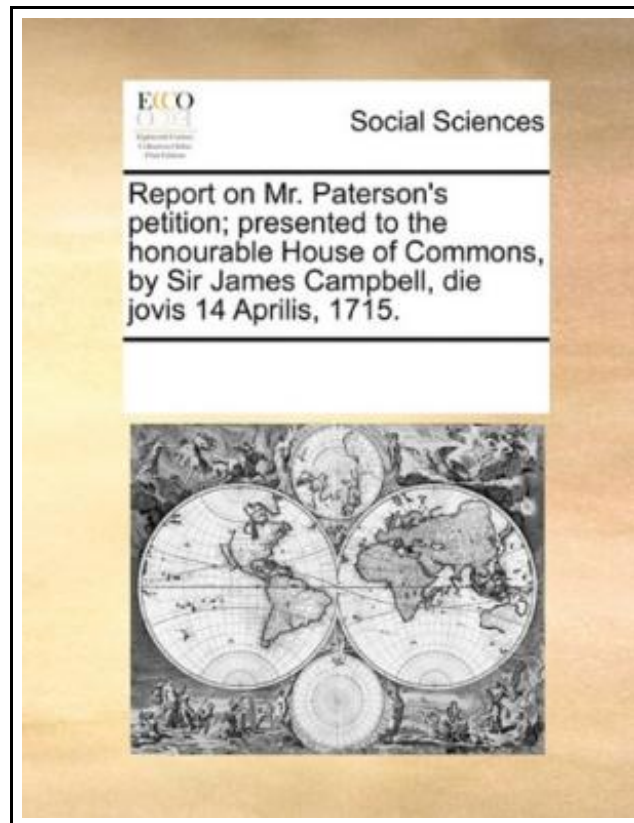 ECCO
Social Sciences
Report on Mr. Paterson's
petition; presented to the
honourable House of Commons,
by Sir James Campbell, die
jovis 14 Aprilis, 1715.